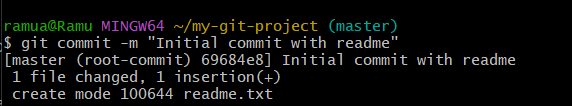 ramua@Ramu MINGW64 ~/my-git-project (master)
$ git commit -m "Initial commit with readme"
[master (root-commit) 69684e8] Initial commit with readme
1 file changed, 1 insertion(+)
create mode 100644 readme.txt